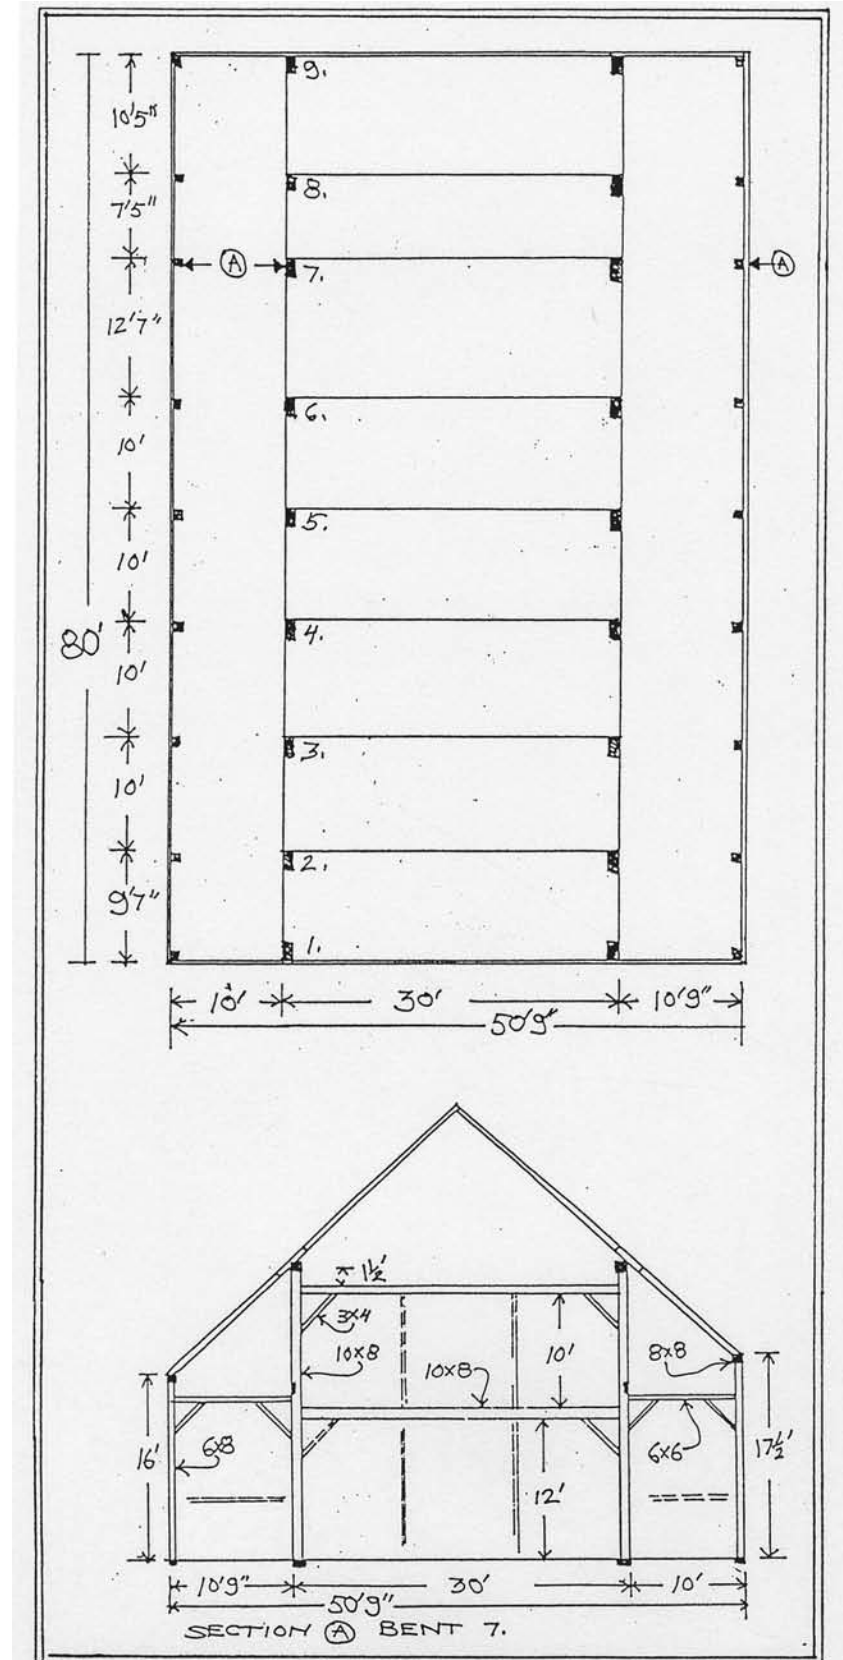 9.
10'5"
8.
7'5"
A
7.
A
12'7"
6.
10'
5.
10'
80'
4.
10'
3.
10'
2.
9'7"
1.
10' 30' 10'9"
50'9"
1½'
3x4
10x8 10x8 10' 8x8
16' 6x8 6x6 17½'
12'
10'9" 30' 10'
50'9"
SECTION A BENT 7.